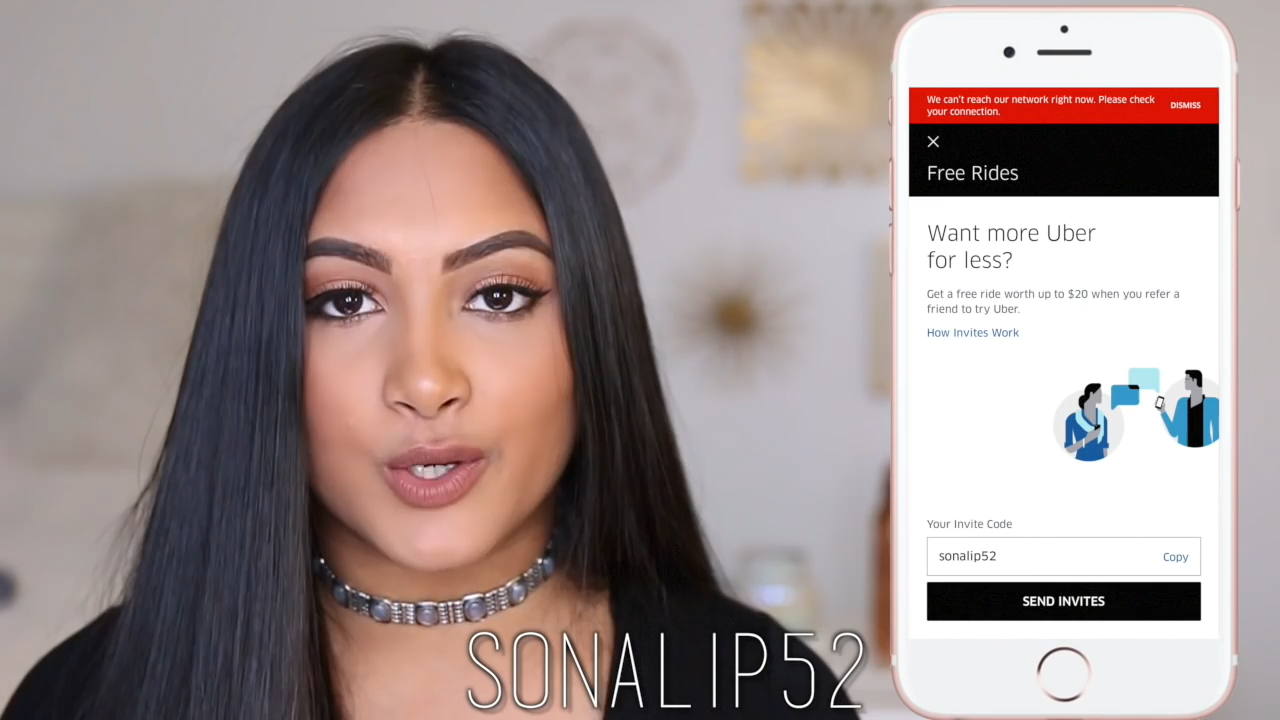 We can't reach our network right now. Please check
your connection.
DISMISS
Free Rides
Want more Uber
for less?
Get a free ride worth up to $20 when you refer a
friend to try Uber.
How Invites Work
Your Invite Code
sonalip52
Copy
SEND INVITES
SONALIP52